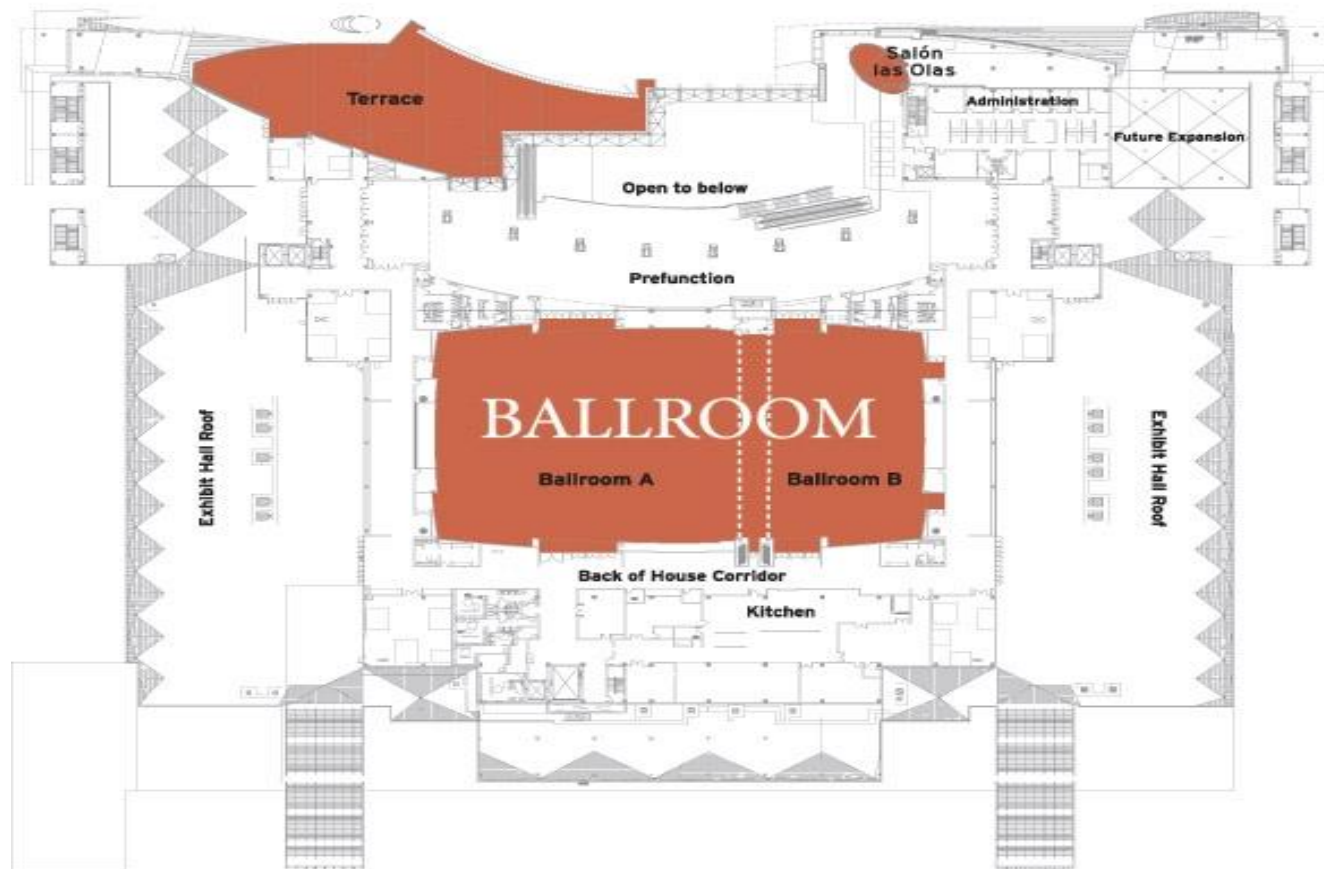 Salón
las Olas
Terrace
Administration
Future Expansion
Open to below
Prefunction
BALLROOM
Exhibit Hall Roof
Exhibit Hall Roof
Ballroom A
Ballroom B
Back of House Corridor
Kitchen